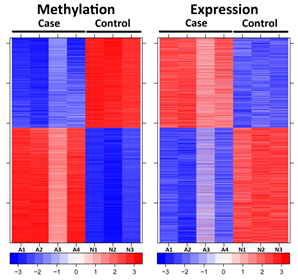 Methylation
Case Control
A1 A2 A3 A4 N1 N2 N3
−3 −2 −1 0 1 2 3
Expression
Case Control
A1 A2 A3 A4 N1 N2 N3
−3 −2 −1 0 1 2 3